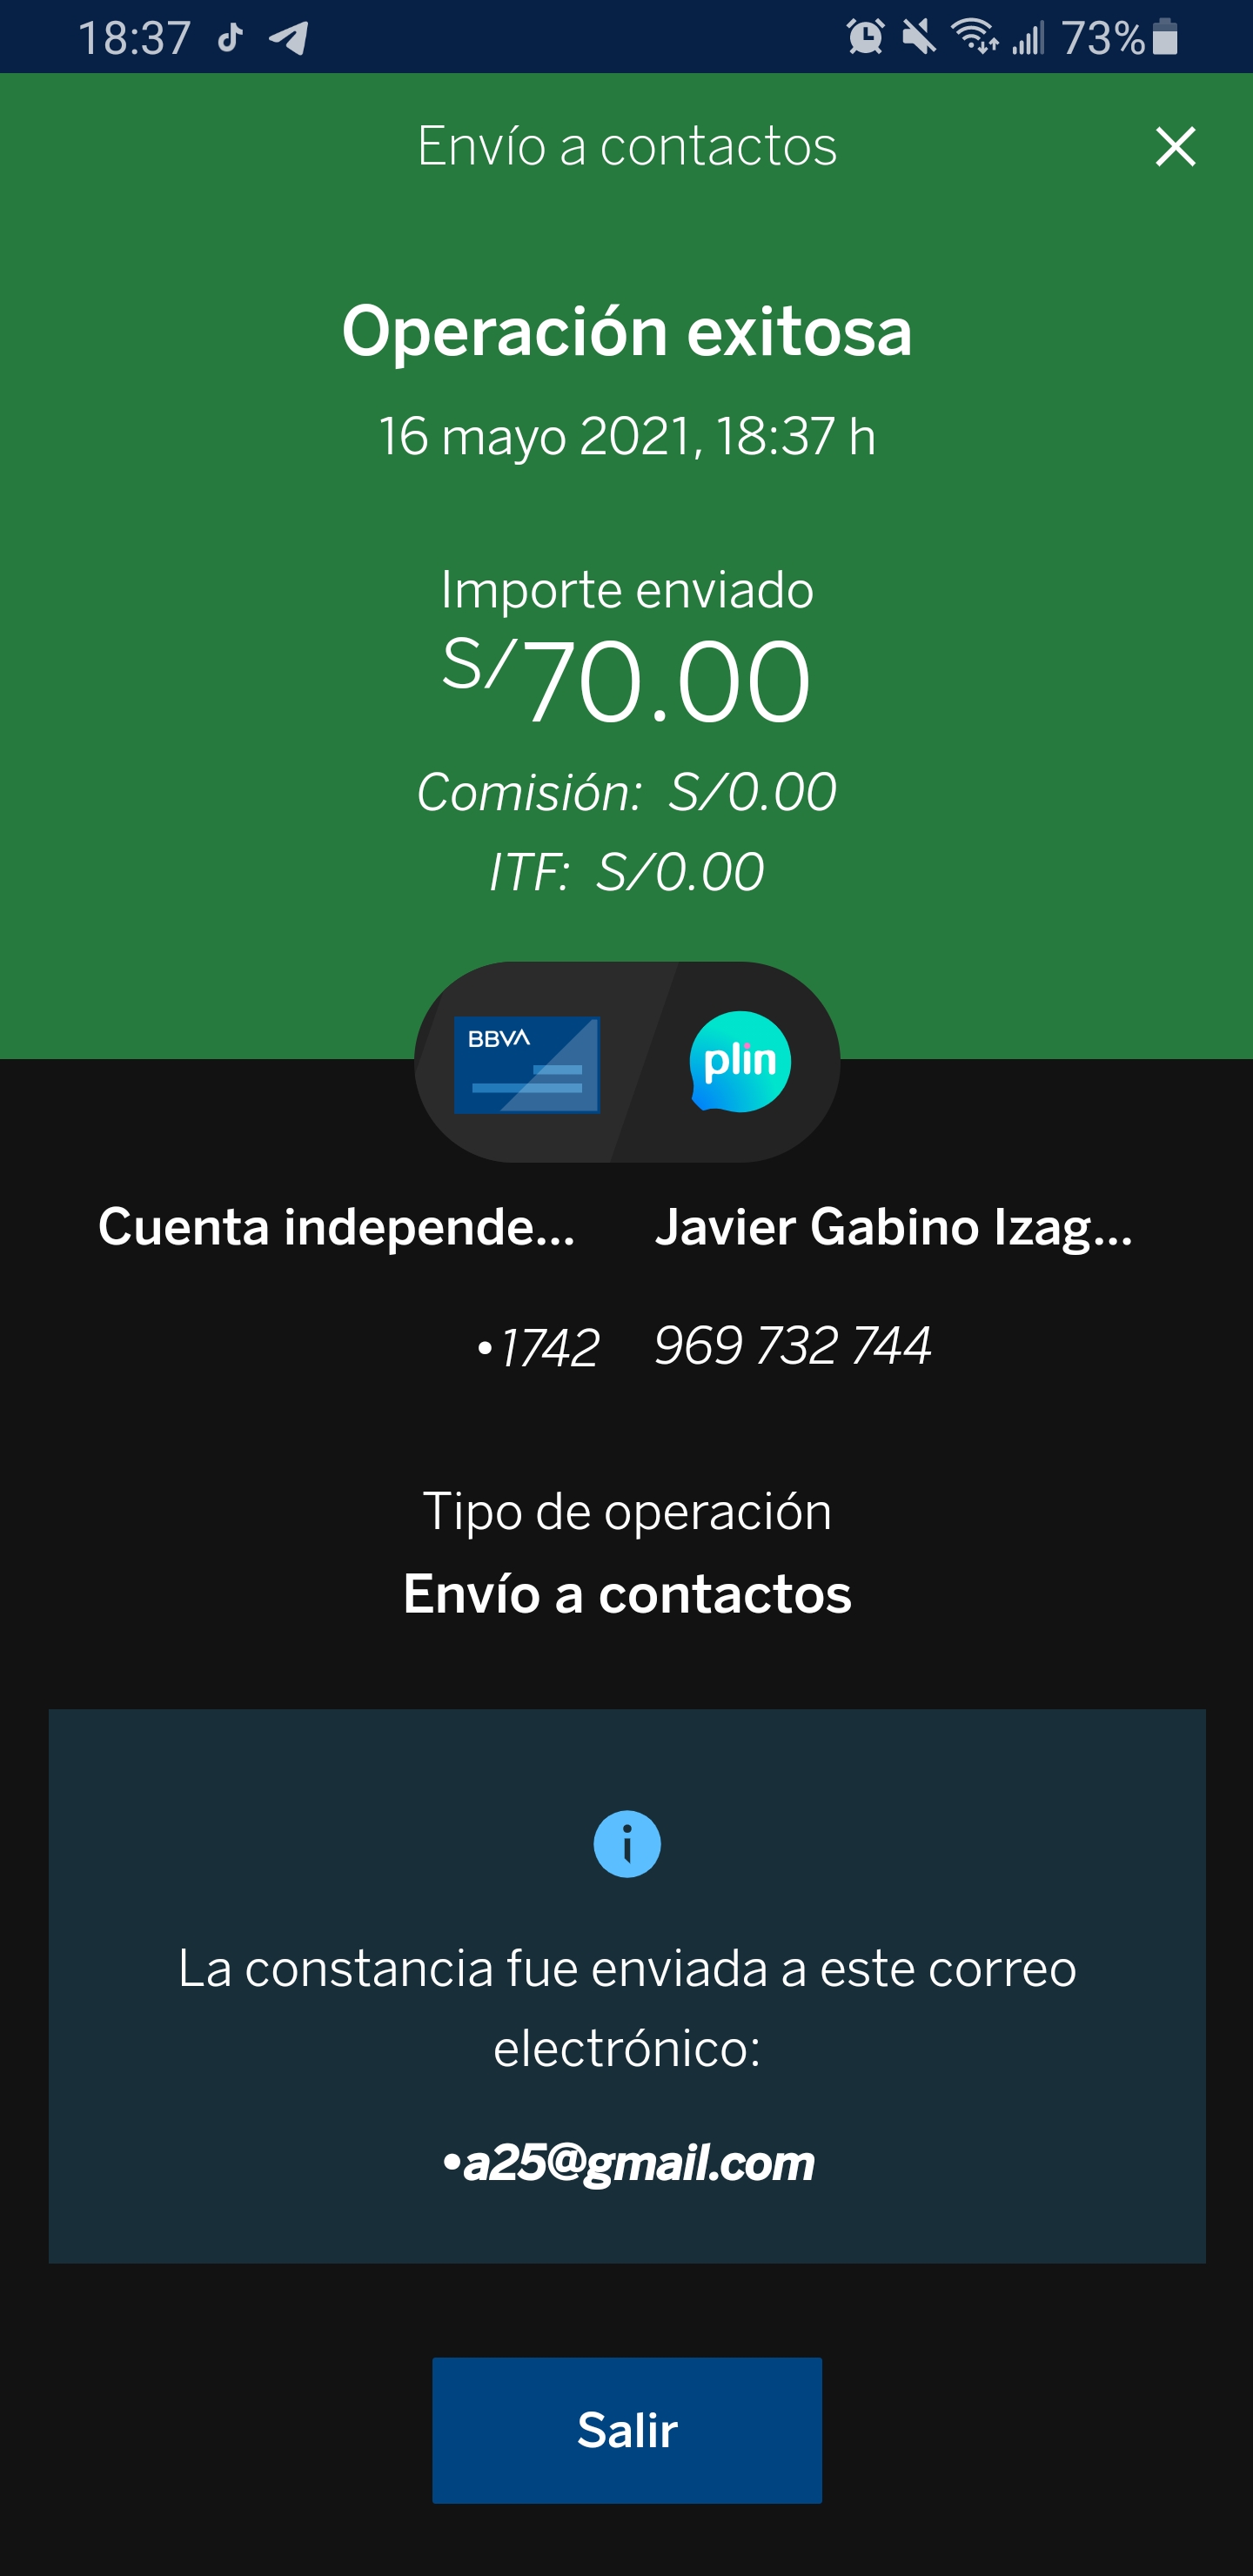 18:37 73%
Envío a contactos
Operación exitosa
16 mayo 2021, 18:37 h
Importe enviado
S/70.00
Comisión: S/0.00
ITF: S/0.00
BBVA plin
Cuenta independe... Javier Gabino Izag...
•1742 969 732 744
Tipo de operación
Envío a contactos
La constancia fue enviada a este correo
electrónico:
•a25@gmail.com
Salir